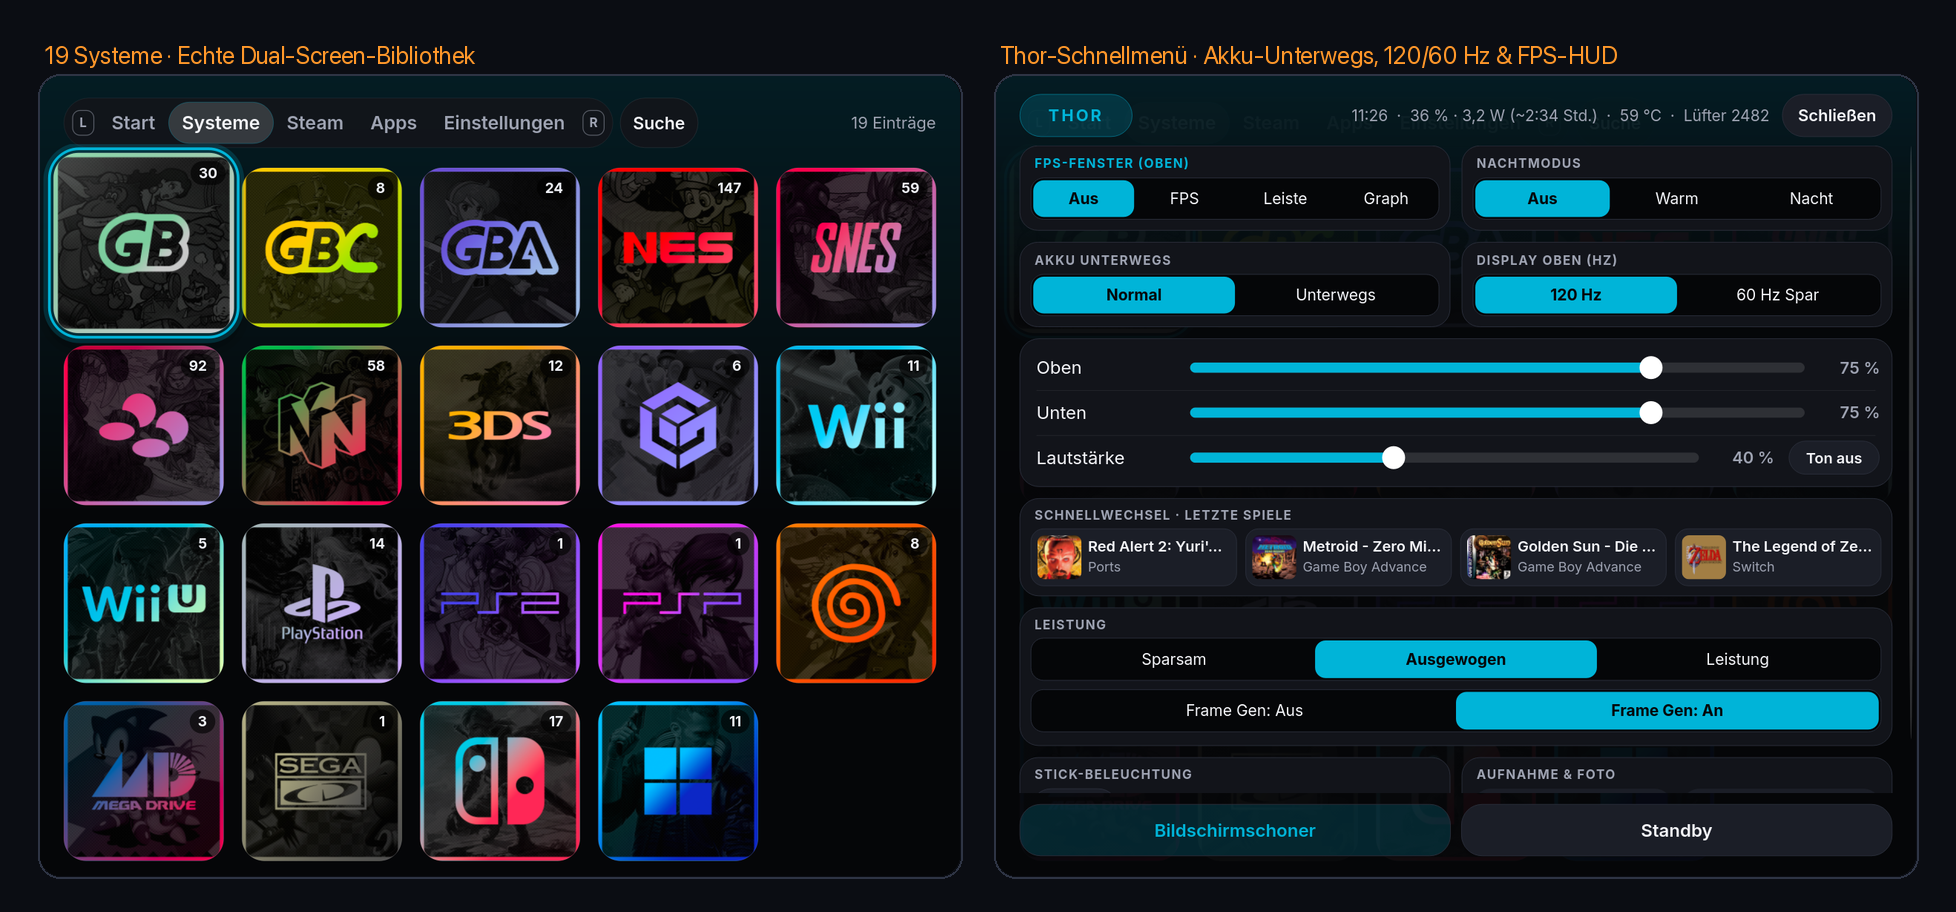 19 Systeme · Echte Dual-Screen-Bibliothek
L Start Systeme Steam Apps Einstellungen R Suche 19 Einträge
30 8 24 147 59
GB GBC GBA NES SNES
92 58 12 6 11
3DS Wii
5 14 1 1 8
WiiU PlayStation PS2 PSP
3 1 17 11
MD
MEGA DRIVE
SEGA
Thor-Schnellmenü · Akku-Unterwegs, 120/60 Hz & FPS-HUD
THOR 11:26 · 36 % · 3,2 W (~2:34 Std.) · 59 °C · Lüfter 2482 Schließen
FPS-FENSTER (OBEN)
Aus FPS Leiste Graph
NACHTMODUS
Aus Warm Nacht
AKKU UNTERWEGS
Normal Unterwegs
DISPLAY OBEN (HZ)
120 Hz 60 Hz Spar
Oben 75 %
Unten 75 %
Lautstärke 40 % Ton aus
SCHNELLWECHSEL · LETZTE SPIELE
Red Alert 2: Yuri'...
Ports
Metroid - Zero Mi...
Game Boy Advance
Golden Sun - Die ...
Game Boy Advance
The Legend of Ze...
Switch
LEISTUNG
Sparsam Ausgewogen Leistung
Frame Gen: Aus Frame Gen: An
STICK-BELEUCHTUNG AUFNAHME & FOTO
Bildschirmschoner Standby